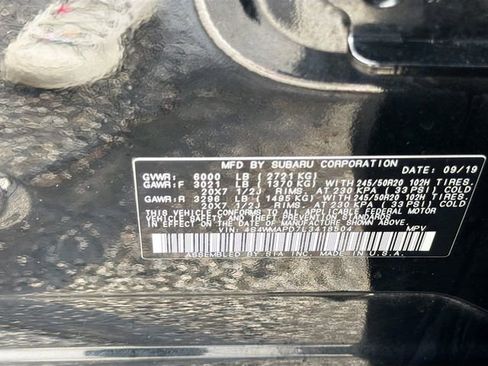 MFD BY SUBARU CORPORATION
DATE: 09/19
GVWR: 6000 LB ( 2721 KG)
GAWR:F 3021 LB ( 1370 KG) WITH 245/50R20 102H TIRES,
20X7 1/2J RIMS, AT 230 KPA ( 33 PSI) COLD
GAWR:R 3296 LB ( 1495 KG) WITH 245/50R20 102H TIRES,
20X7 1/2J RIMS, AT 230 KPA ( 33 PSI) COLD
THIS VEHICLE CONFORMS TO ALL APPLICABLE FEDERAL MOTOR
VEHICLE SAFETY AND THEFT PREVENTION STANDARDS
IN EFFECT ON THE DATE OF MANUFACTURE SHOWN ABOVE.
VIN: 4S4WMAPD7L3418504 MPV
ASSEMBLED BY SIA INC. MADE IN U.S.A.